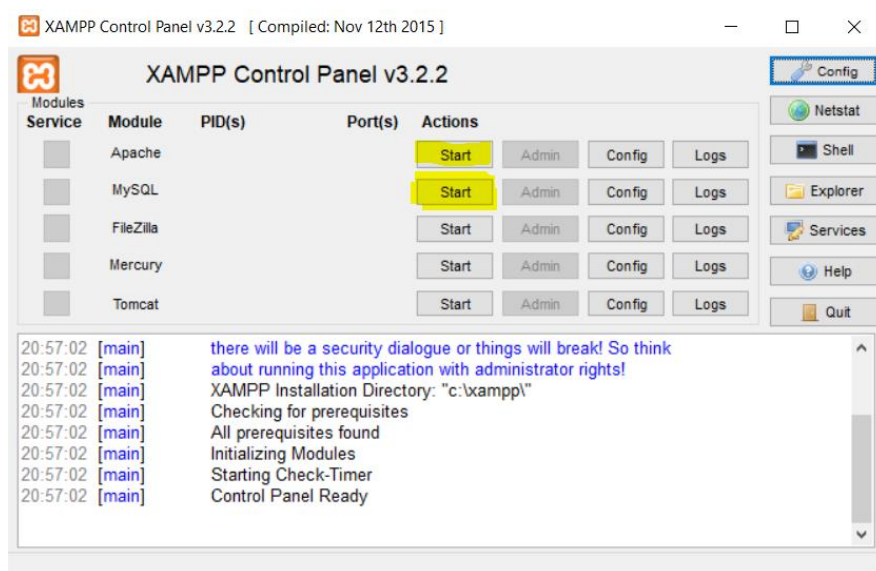 XAMPP Control Panel v3.2.2 [ Compiled: Nov 12th 2015 ]
XAMPP Control Panel v3.2.2
Config
Modules
Service Module PID(s) Port(s) Actions
Netstat
Apache Start Admin Config Logs
Shell
MySQL Start Admin Config Logs
Explorer
FileZilla Start Admin Config Logs
Services
Mercury Start Admin Config Logs
Help
Tomcat Start Admin Config Logs
Quit
20:57:02 [main] there will be a security dialogue or things will break! So think
20:57:02 [main] about running this application with administrator rights!
20:57:02 [main] XAMPP Installation Directory: "c:\xampp\"
20:57:02 [main] Checking for prerequisites
20:57:02 [main] All prerequisites found
20:57:02 [main] Initializing Modules
20:57:02 [main] Starting Check-Timer
20:57:02 [main] Control Panel Ready